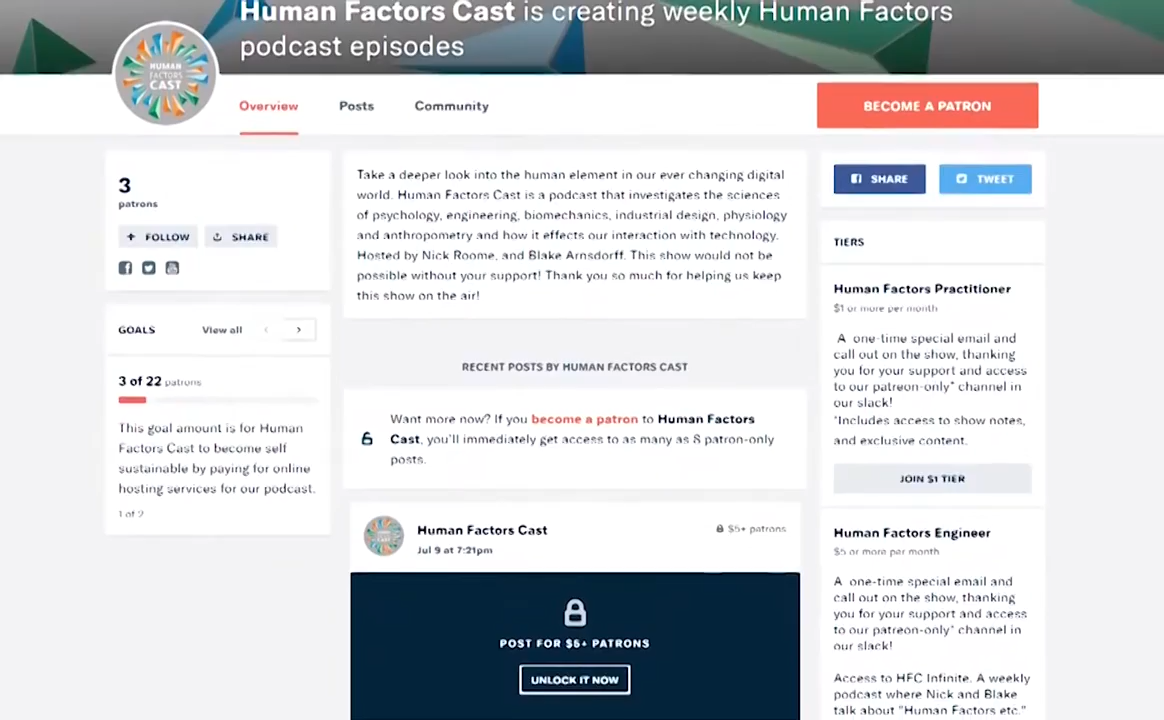 Human Factors Cast is creating weekly Human Factors
podcast episodes
HUMAN
FACTORS
CAST
Overview
Posts
Community
BECOME A PATRON
3
patrons
FOLLOW
SHARE
GOALS
View all
3 of 22 patrons
This goal amount is for Human
Factors Cast to become self
sustainable by paying for online
hosting services for our podcast.
1 of 2
Take a deeper look into the human element in our ever changing digital
world. Human Factors Cast is a podcast that investigates the sciences
of psychology, engineering, biomechanics, industrial design, physiology
and anthropometry and how it effects our interaction with technology.
Hosted by Nick Roome, and Blake Arnsdorff. This show would not be
possible without your support! Thank you so much for helping us keep
this show on the air!
RECENT POSTS BY HUMAN FACTORS CAST
Want more now? If you become a patron to Human Factors
Cast, you'll immediately get access to as many as 8 patron-only
posts.
Human Factors Cast
Jul 9 at 7:21pm
$5+ patrons
POST FOR $5+ PATRONS
UNLOCK IT NOW
SHARE
TWEET
TIERS
Human Factors Practitioner
$1 or more per month
A one-time special email and
call out on the show, thanking
you for your support and access
to our patreon-only* channel in
our slack!
*Includes access to show notes,
and exclusive content.
JOIN $1 TIER
Human Factors Engineer
$5 or more per month
A one-time special email and
call out on the show, thanking
you for your support and access
to our patreon-only* channel in
our slack!
Access to HFC Infinite. A weekly
podcast where Nick and Blake
talk about "Human Factors etc."